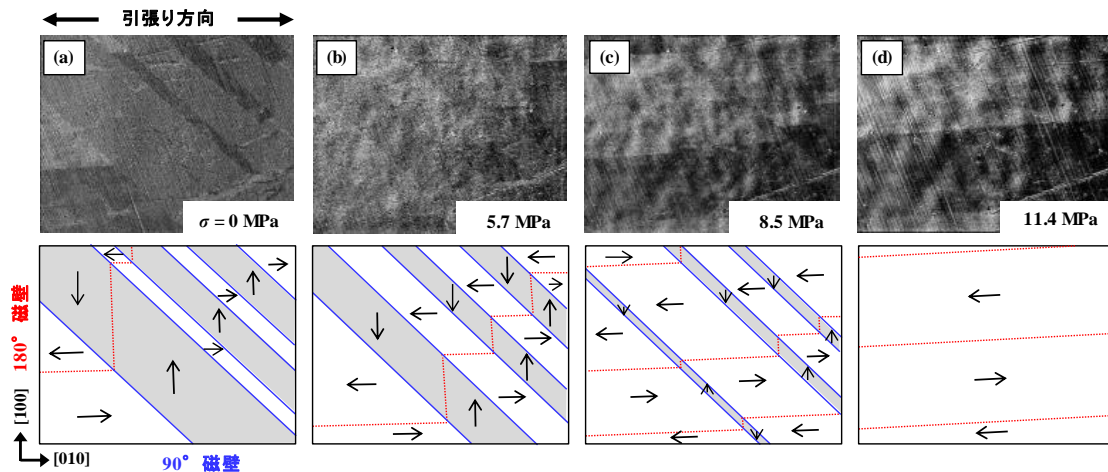 引張り方向
(a)
(b)
(c)
(d)
σ = 0 MPa
5.7 MPa
8.5 MPa
11.4 MPa
180° 磁壁
[100]
[010]
90° 磁壁